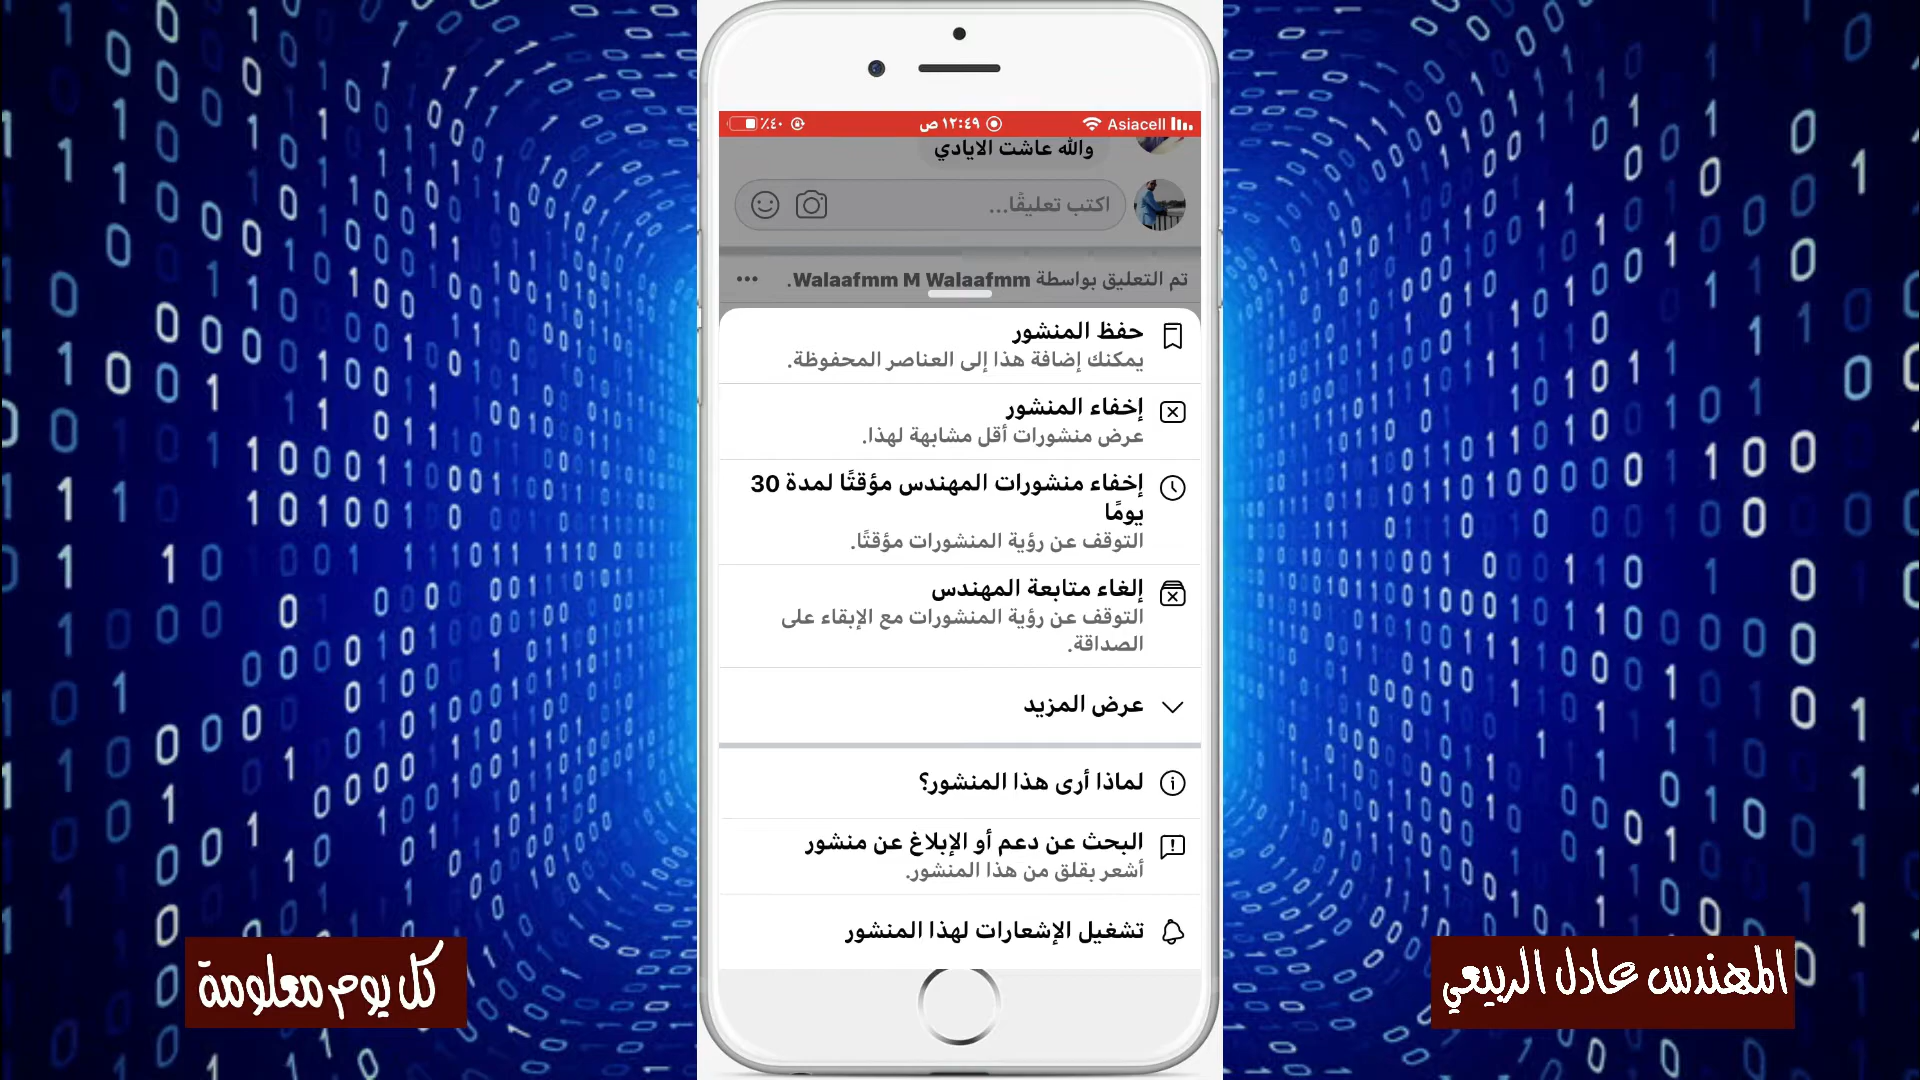 ٪٤٠ ١٢:٤٩ ص Asiacell
والله عاشت الايادي
اكتب تعليقًا...
تم التعليق بواسطة Walaafmm M Walaafmm.
حفظ المنشور
يمكنك إضافة هذا إلى العناصر المحفوظة.
إخفاء المنشور
عرض منشورات أقل مشابهة لهذا.
إخفاء منشورات المهندس مؤقتًا لمدة 30
يومًا
التوقف عن رؤية المنشورات مؤقتًا.
إلغاء متابعة المهندس
التوقف عن رؤية المنشورات مع الإبقاء على
الصداقة.
عرض المزيد
لماذا أرى هذا المنشور؟
البحث عن دعم أو الإبلاغ عن منشور
أشعر بقلق من هذا المنشور.
تشغيل الإشعارات لهذا المنشور
المهندس عادل الربيعي
كل يوم معلومة